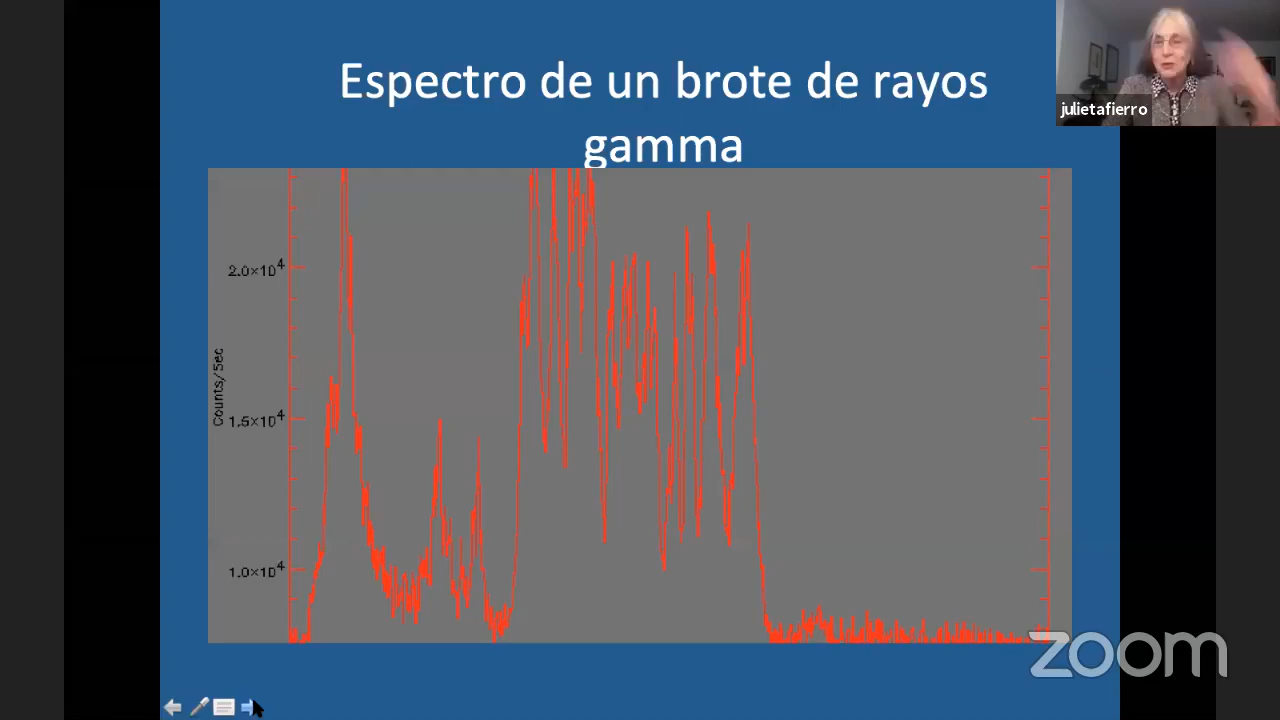 Espectro de un brote de rayos
gamma
julietafierro
2.0×10⁴
Counts/Sec
1.5×10⁴
1.0×10⁴
zoom